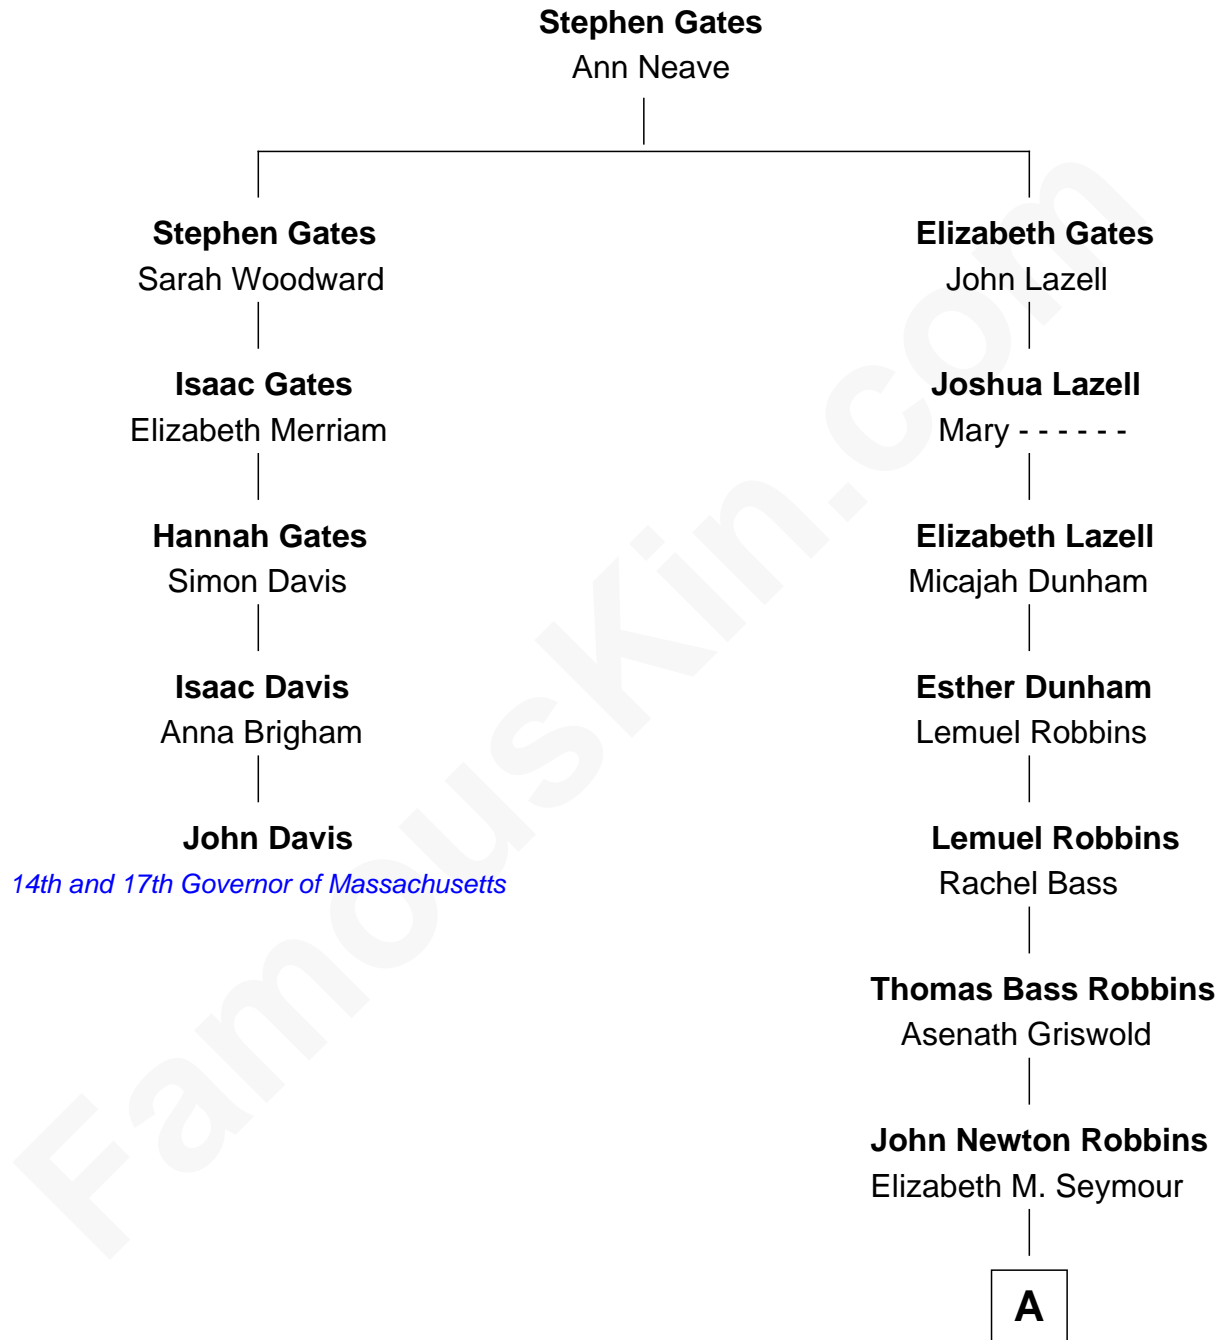 Stephen Gates
Ann Neave
Stephen Gates
Sarah Woodward
Isaac Gates
Elizabeth Merriam
Hannah Gates
Simon Davis
Isaac Davis
Anna Brigham
John Davis
14th and 17th Governor of Massachusetts
Elizabeth Gates
John Lazell
Joshua Lazell
Mary - - - - - -
Elizabeth Lazell
Micajah Dunham
Esther Dunham
Lemuel Robbins
Lemuel Robbins
Rachel Bass
Thomas Bass Robbins
Asenath Griswold
John Newton Robbins
Elizabeth M. Seymour
A
FamousKin.com